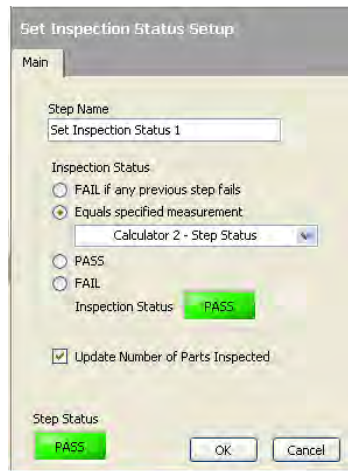 Set Inspection Status Setup
Main
Step Name
Set Inspection Status 1
Inspection Status
FAIL if any previous step fails
Equals specified measurement
Calculator 2 - Step Status
PASS
FAIL
Inspection Status PASS
Update Number of Parts Inspected
Step Status
PASS OK Cancel